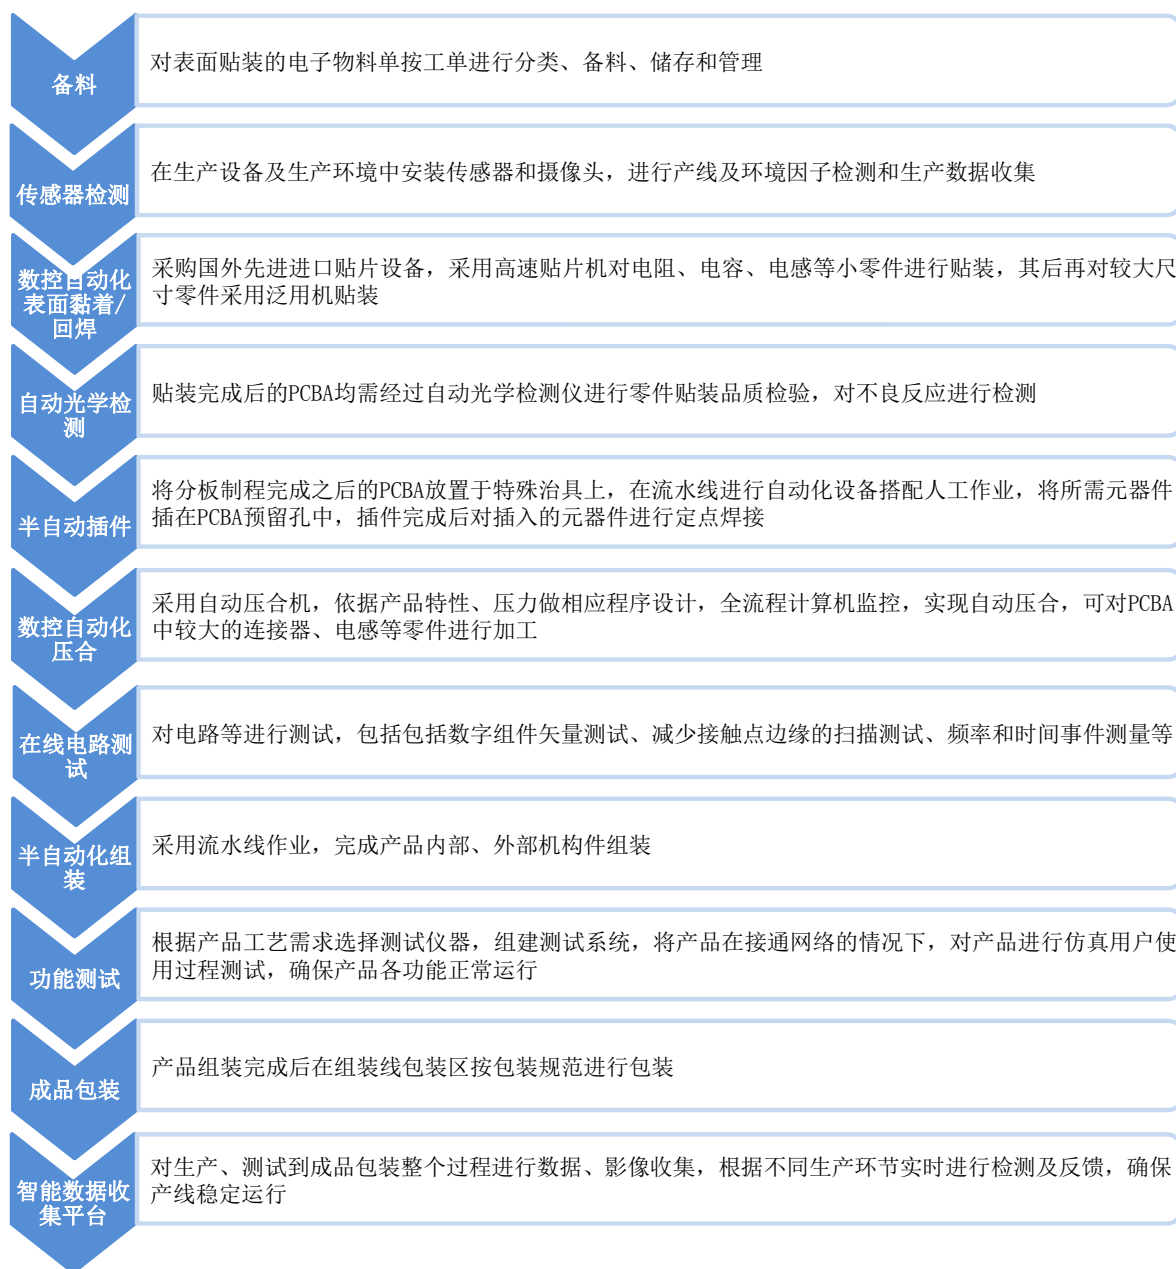 备料
对表面贴装的电子物料单按工单进行分类、备料、储存和管理
传感器检测
在生产设备及生产环境中安装传感器和摄像头，进行产线及环境因子检测和生产数据收集
数控自动化
表面黏着/
回焊
采购国外先进进口贴片设备，采用高速贴片机对电阻、电容、电感等小零件进行贴装，其后再对较大尺
寸零件采用泛用机贴装
自动光学检
测
贴装完成后的PCBA均需经过自动光学检测仪进行零件贴装品质检验，对不良反应进行检测
半自动插件
将分板制程完成之后的PCBA放置于特殊治具上，在流水线进行自动化设备搭配人工作业，将所需元器件
插在PCBA预留孔中，插件完成后对插入的元器件进行定点焊接
数控自动化
压合
采用自动压合机，依据产品特性、压力做相应程序设计，全流程计算机监控，实现自动压合，可对PCBA
中较大的连接器、电感等零件进行加工
在线电路测
试
对电路等进行测试，包括包括数字组件矢量测试、减少接触点边缘的扫描测试、频率和时间事件测量等
半自动化组
装
采用流水线作业，完成产品内部、外部机构件组装
功能测试
根据产品工艺需求选择测试仪器，组建测试系统，将产品在接通网络的情况下，对产品进行仿真用户使
用过程测试，确保产品各功能正常运行
成品包装
产品组装完成后在组装线包装区按包装规范进行包装
智能数据收
集平台
对生产、测试到成品包装整个过程进行数据、影像收集，根据不同生产环节实时进行检测及反馈，确保
产线稳定运行